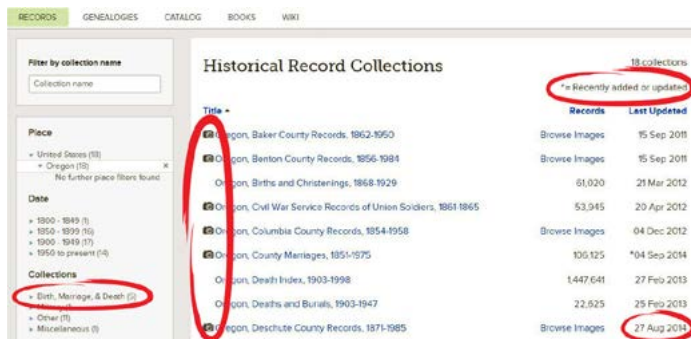 RECORDS GENEALOGIES CATALOG BOOKS WIKI
Filter by collection name
Collection name
Place
United States (18)
Oregon (18)
No further place filters found
Date
1800 - 1849 (1)
1850 - 1899 (16)
1900 - 1949 (17)
1950 to present (14)
Collections
Birth, Marriage, & Death (5)
Other (11)
Miscellaneous (1)
Historical Record Collections
18 collections
*= Recently added or updated
Title Records Last Updated
Oregon, Baker County Records, 1862-1950 Browse Images 15 Sep 2011
Oregon, Benton County Records, 1856-1984 Browse Images 15 Sep 2011
Oregon, Births and Christenings, 1868-1929 61,020 21 Mar 2012
Oregon, Civil War Service Records of Union Soldiers, 1861-1865 53,945 20 Apr 2012
Oregon, Columbia County Records, 1854-1958 Browse Images 04 Dec 2012
Oregon, County Marriages, 1851-1975 106,125 *04 Sep 2014
Oregon, Death Index, 1903-1998 1,447,641 27 Feb 2013
Oregon, Deaths and Burials, 1903-1947 22,525 25 Feb 2013
Oregon, Deschute County Records, 1871-1985 Browse Images 27 Aug 2014